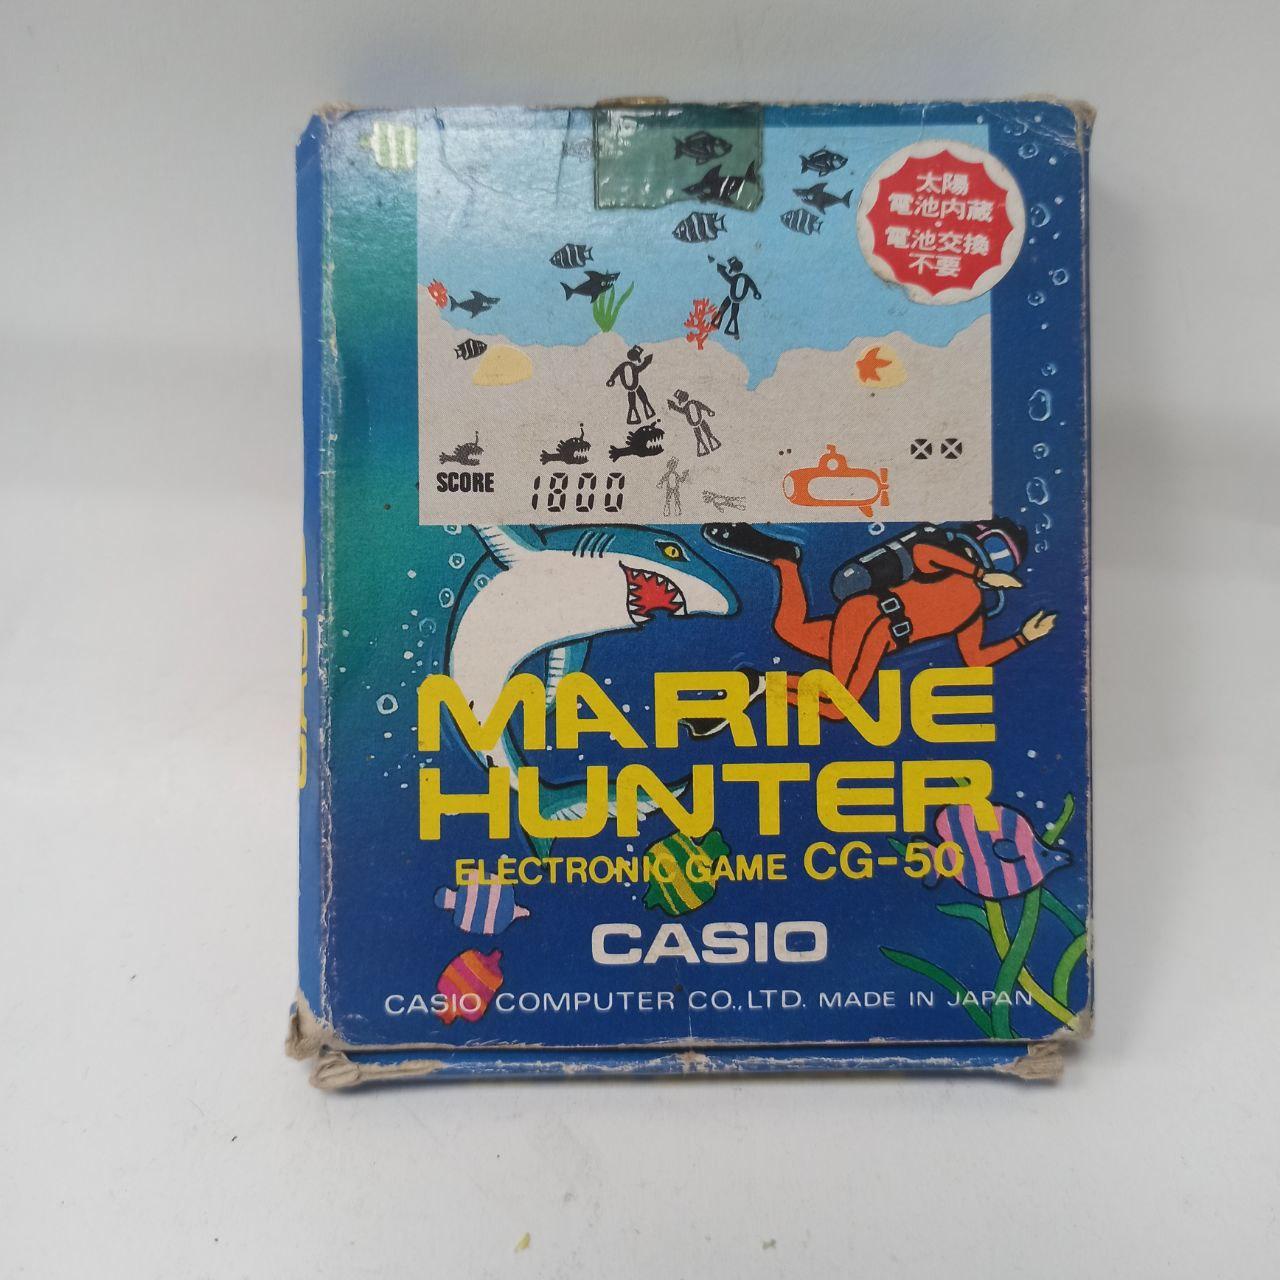 太陽
電池内蔵
・
電池交換
不要
SCORE
1800
MARINE
HUNTER
ELECTRONIC GAME CG-50
CASIO
CASIO COMPUTER CO.,LTD. MADE IN JAPAN